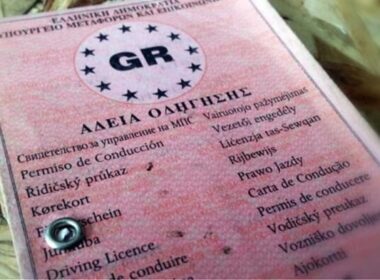 ΕΛΛΗΝΙΚΗ ΔΗΜΟΚΡΑΤΙΑ
ΥΠΟΥΡΓΕΙΟ ΜΕΤΑΦΟΡΩΝ ΚΑΙ
GR
ΑΔΕΙΑ ΟΔΗΓΗΣΗΣ
Свидетелство за управление на МПС
Permiso de Conducción
Řidičský průkaz
Kørekort
Driving Licence
de conduire
Vairuotojo pažymėjimas
Vezetői engedély
Liċenzja tas-Sewqan
Rijbewijs
Prawo Jazdy
Carta de Condução
Permis de conducere
Vodičský preukaz
Vozniško dovoljenje
Ajokortti